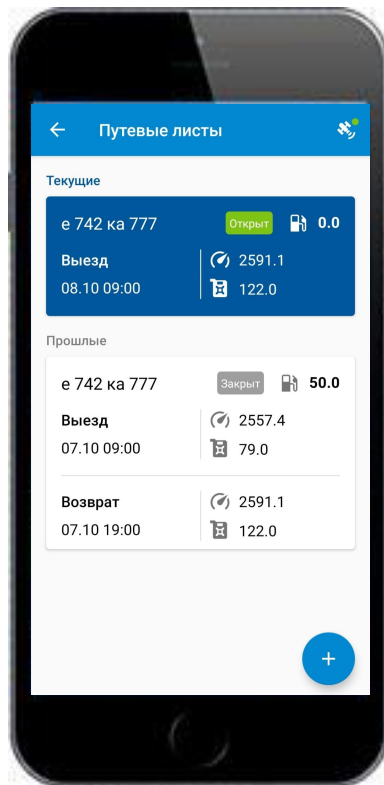 Путевые листы
Текущие
е 742 ка 777 Открыт 0.0
Выезд 2591.1
08.10 09:00 122.0
Прошлые
е 742 ка 777 Закрыт 50.0
Выезд 2557.4
07.10 09:00 79.0
Возврат 2591.1
07.10 19:00 122.0